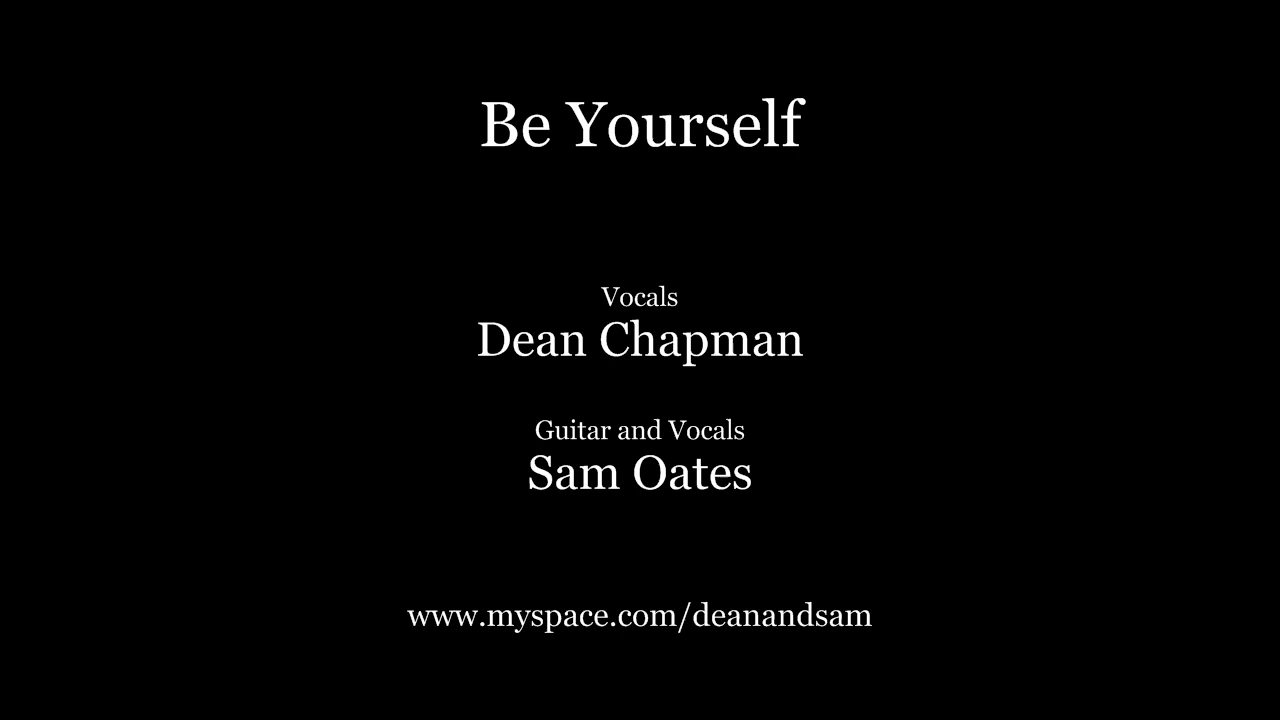 Be Yourself
Vocals
Dean Chapman
Guitar and Vocals
Sam Oates
www.myspace.com/deanandsam